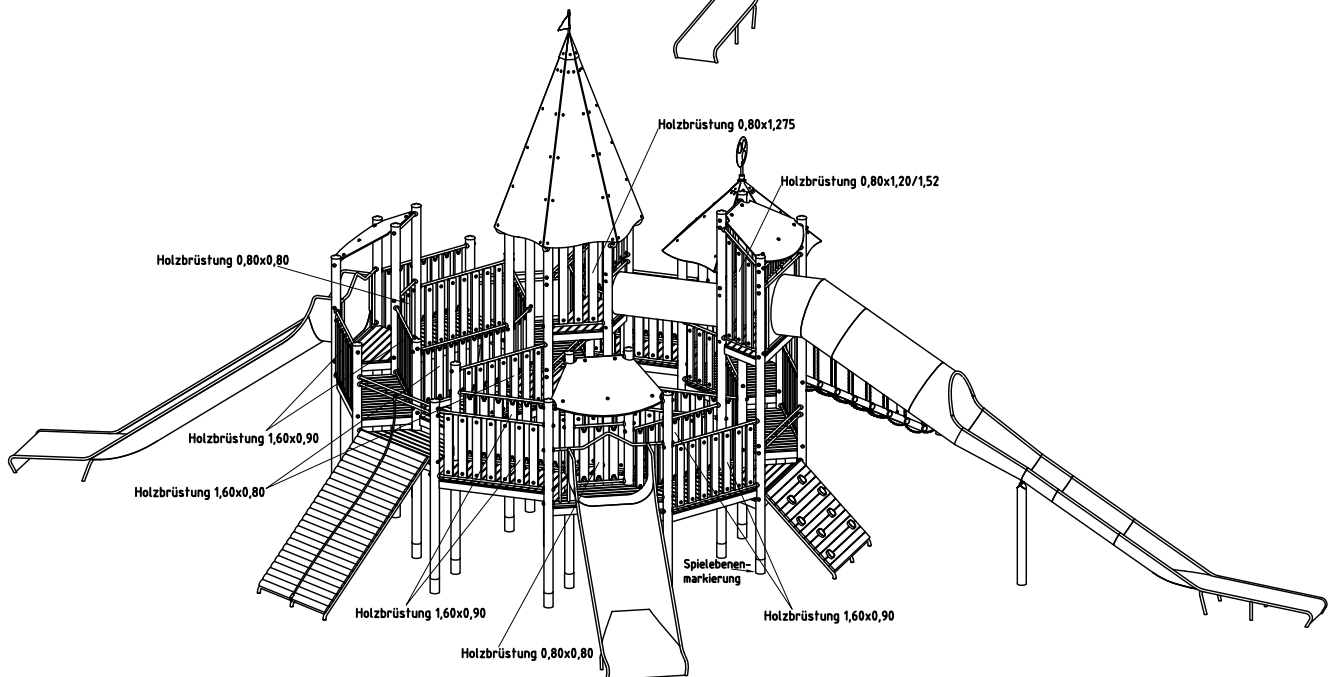 Holzbrüstung 0,80x1,275
Holzbrüstung 0,80x1,20/1,52
Holzbrüstung 0,80x0,80
Holzbrüstung 1,60x0,90
Holzbrüstung 1,60x0,80
Spielebenen-
markierung
Holzbrüstung 1,60x0,90
Holzbrüstung 1,60x0,90
Holzbrüstung 0,80x0,80